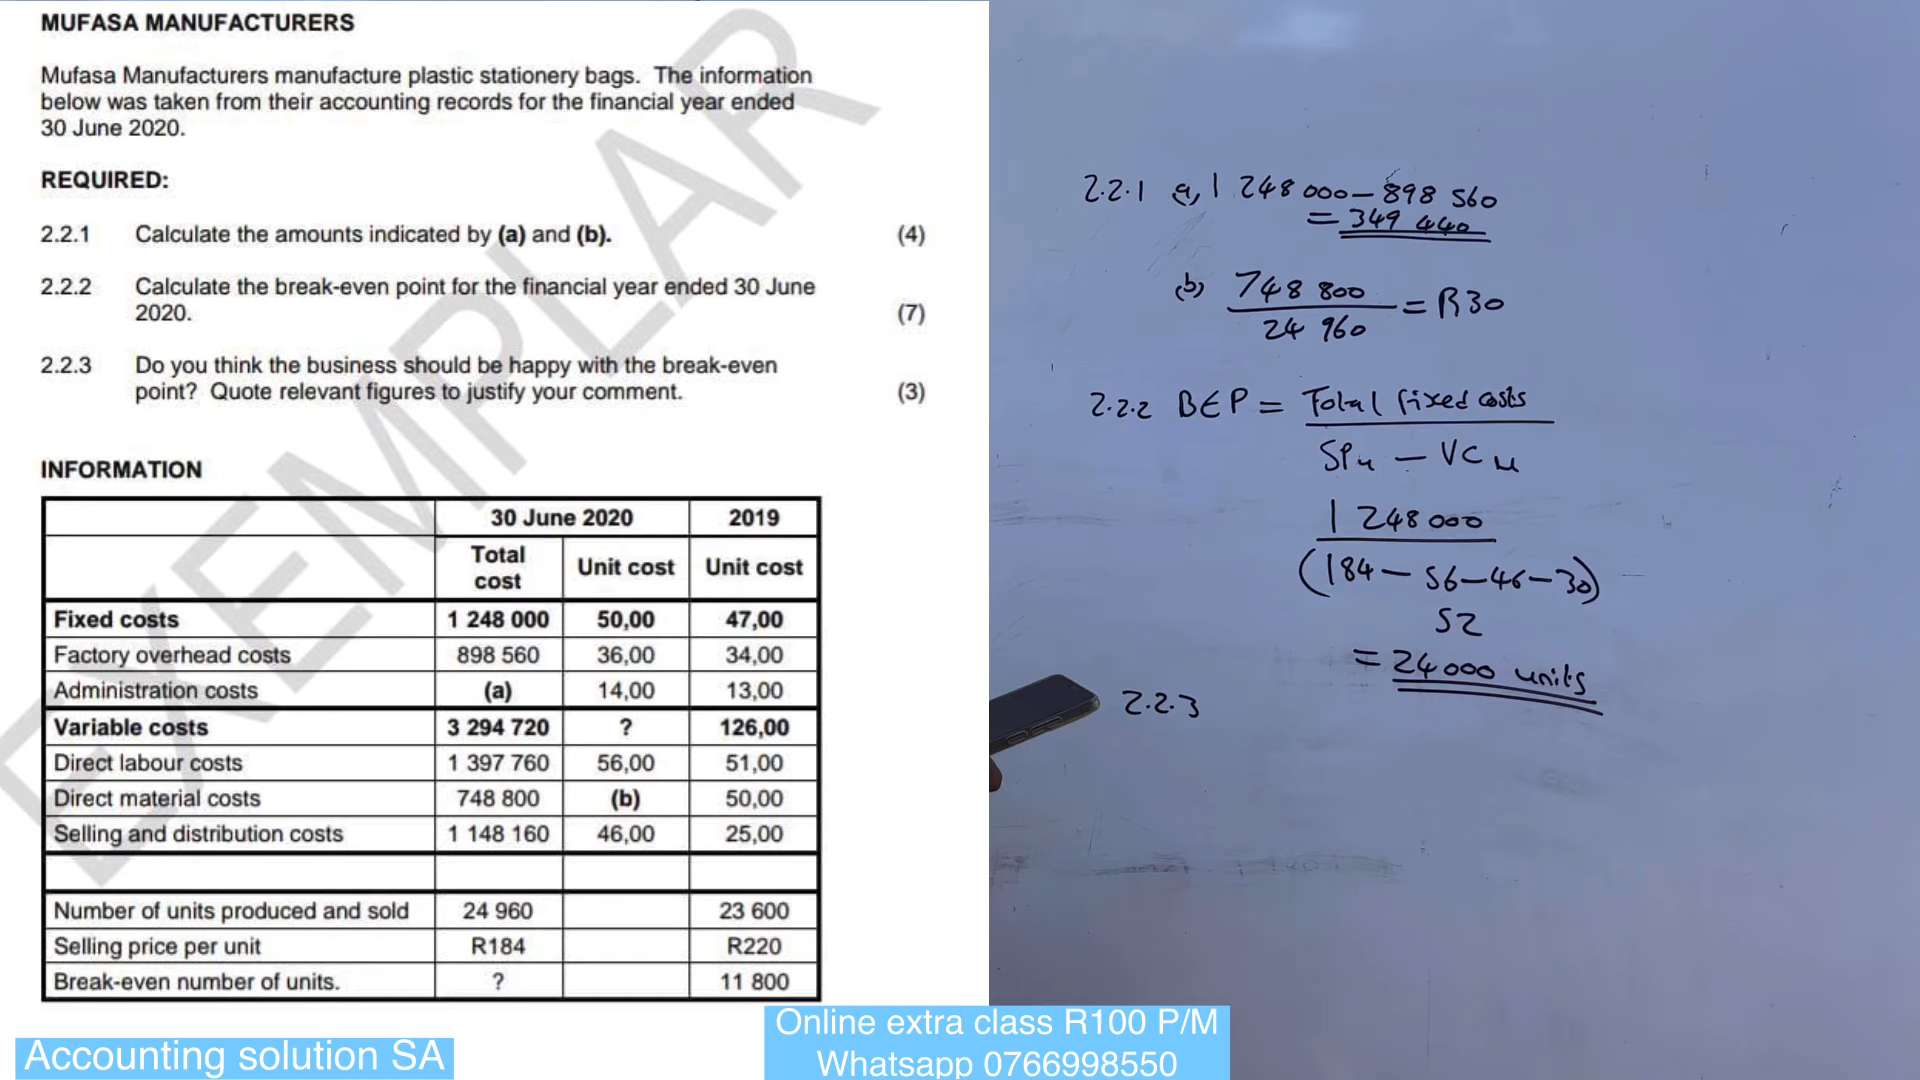 MUFASA MANUFACTURERS
Mufasa Manufacturers manufacture plastic stationery bags. The information
below was taken from their accounting records for the financial year ended
30 June 2020.
REQUIRED:
2.2.1 Calculate the amounts indicated by (a) and (b). (4)
2.2.2 Calculate the break-even point for the financial year ended 30 June
2020. (7)
2.2.3 Do you think the business should be happy with the break-even
point? Quote relevant figures to justify your comment. (3)
INFORMATION
30 June 2020 2019
Total
cost Unit cost Unit cost
Fixed costs 1 248 000 50,00 47,00
Factory overhead costs 898 560 36,00 34,00
Administration costs (a) 14,00 13,00
Variable costs 3 294 720 ? 126,00
Direct labour costs 1 397 760 56,00 51,00
Direct material costs 748 800 (b) 50,00
Selling and distribution costs 1 148 160 46,00 25,00
Number of units produced and sold 24 960 23 600
Selling price per unit R184 R220
Break-even number of units. ? 11 800
EXEMPLAR
2.2.1 a, 1 248 000 – 898 560
= 349 440
(b) 748 800
24 960
= R30
2.2.2 BEP = Total fixed costs
SPu – VCu
1 248 000
(184 – 56 – 46 – 30)
52
= 24 000 units
2.2.3
Accounting solution SA
Online extra class R100 P/M
Whatsapp 0766998550